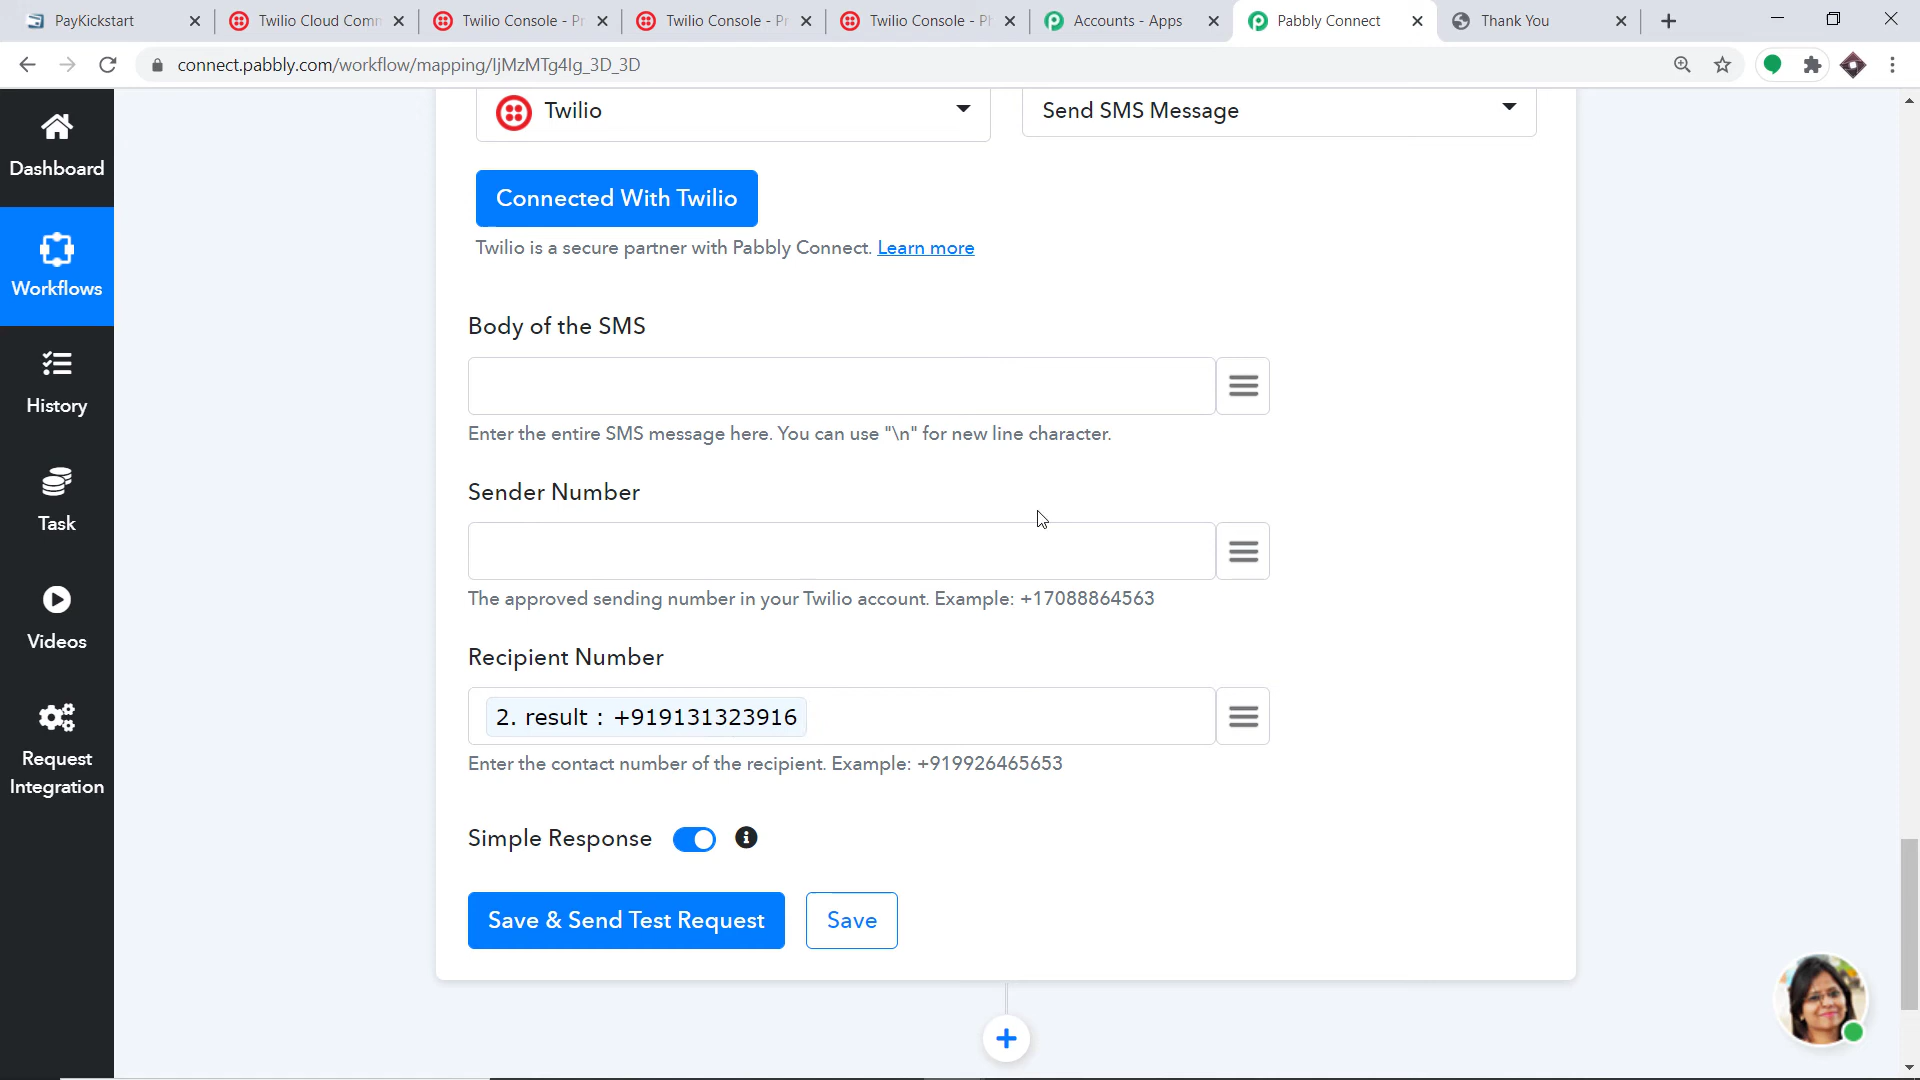 PayKickstart
Twilio Cloud Comm
Twilio Console - Pr
Twilio Console - Pr
Twilio Console - Ph
Accounts - Apps
Pabbly Connect
Thank You
connect.pabbly.com/workflow/mapping/IjMzMTg4Ig_3D_3D
Dashboard
Workflows
History
Task
Videos
Request
Integration
Twilio
Send SMS Message
Connected With Twilio
Twilio is a secure partner with Pabbly Connect. Learn more
Body of the SMS
Enter the entire SMS message here. You can use "\n" for new line character.
Sender Number
The approved sending number in your Twilio account. Example: +17088864563
Recipient Number
2. result : +919131323916
Enter the contact number of the recipient. Example: +919926465653
Simple Response
Save & Send Test Request
Save